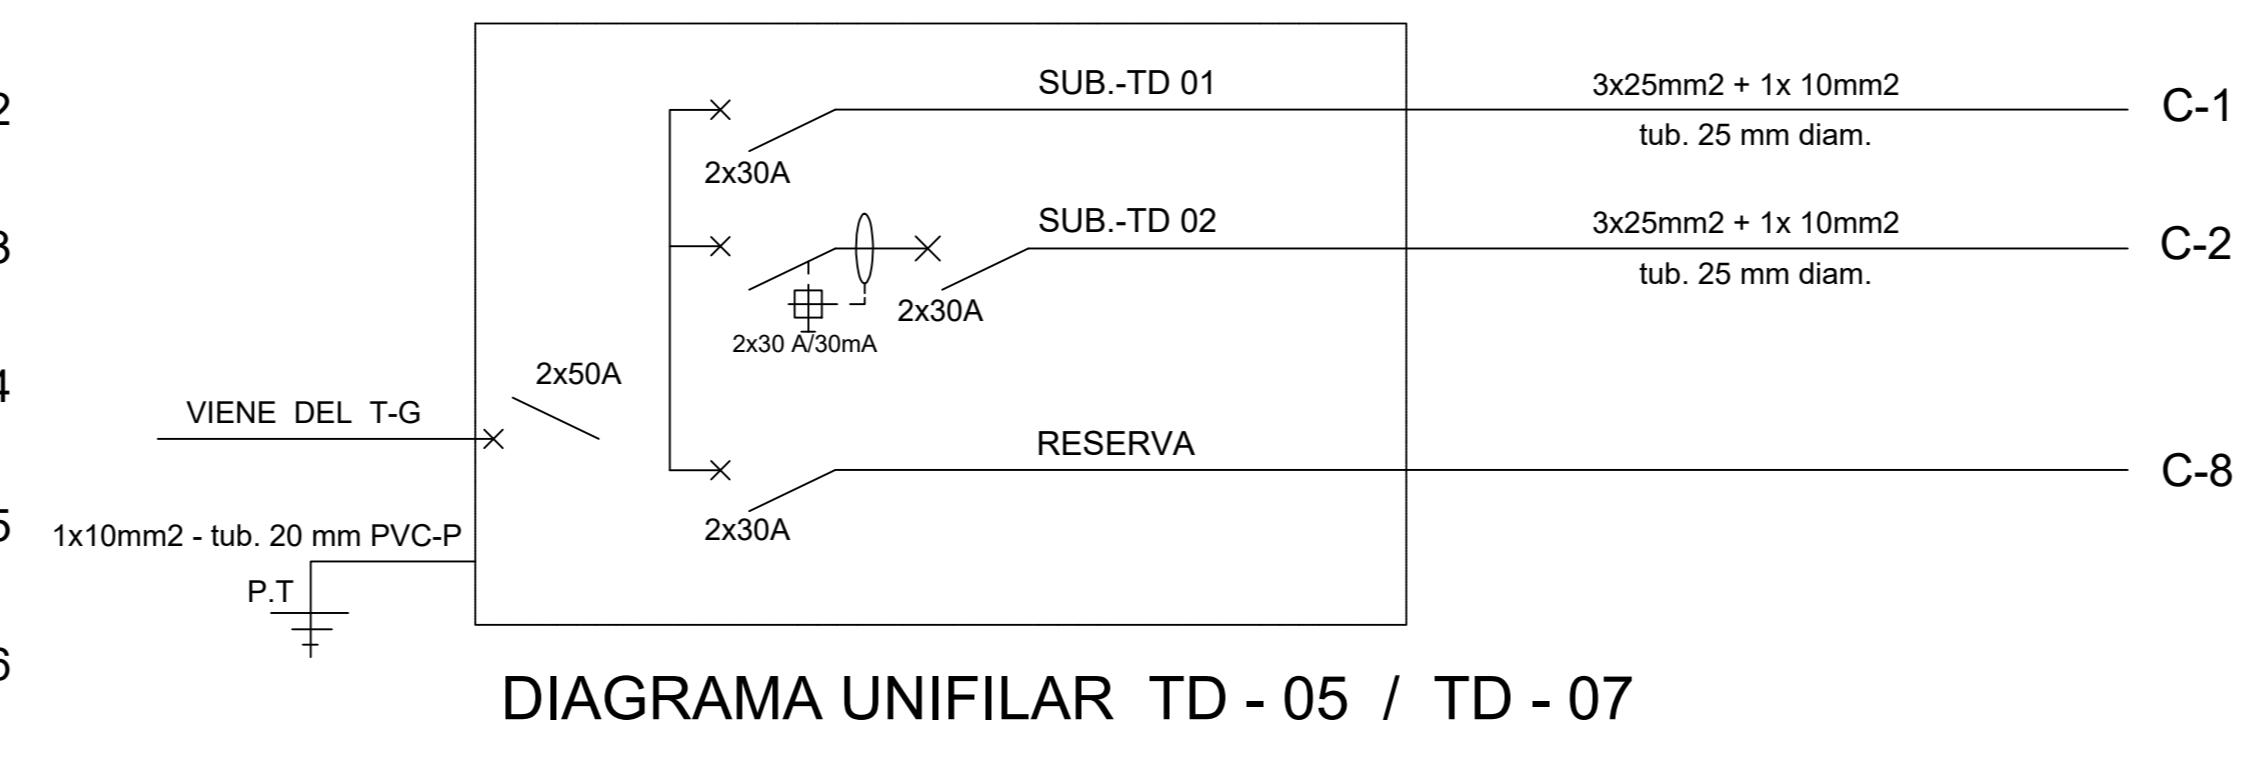 SUB.-TD 01
3x25mm2 + 1x 10mm2
C-1
2
tub. 25 mm diam.
2x30A
SUB.-TD 02
3x25mm2 + 1x 10mm2
C-2
3
tub. 25 mm diam.
2x30A
2x30 A/30mA
2x50A
4
VIENE DEL T-G
RESERVA
C-8
2x30A
5
1x10mm2 - tub. 20 mm PVC-P
P.T
6
DIAGRAMA UNIFILAR TD - 05 / TD - 07